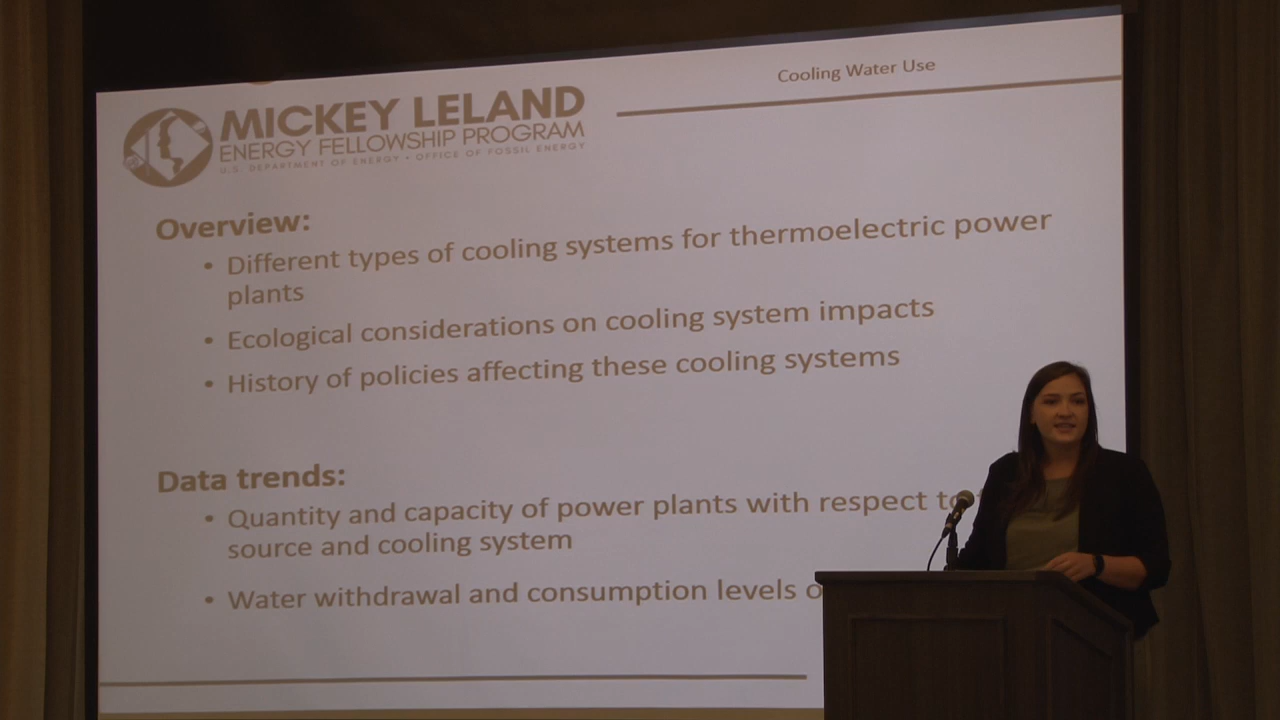 Cooling Water Use
MICKEY LELAND
ENERGY FELLOWSHIP PROGRAM
U.S. DEPARTMENT OF ENERGY • OFFICE OF FOSSIL ENERGY
Overview:
• Different types of cooling systems for thermoelectric power
plants
• Ecological considerations on cooling system impacts
• History of policies affecting these cooling systems
Data trends:
• Quantity and capacity of power plants with respect to
source and cooling system
• Water withdrawal and consumption levels